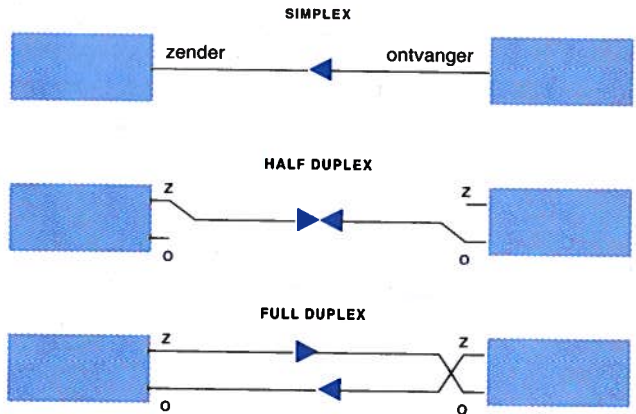 SIMPLEX
zender ontvanger
HALF DUPLEX
z z
o o
FULL DUPLEX
z z
o o